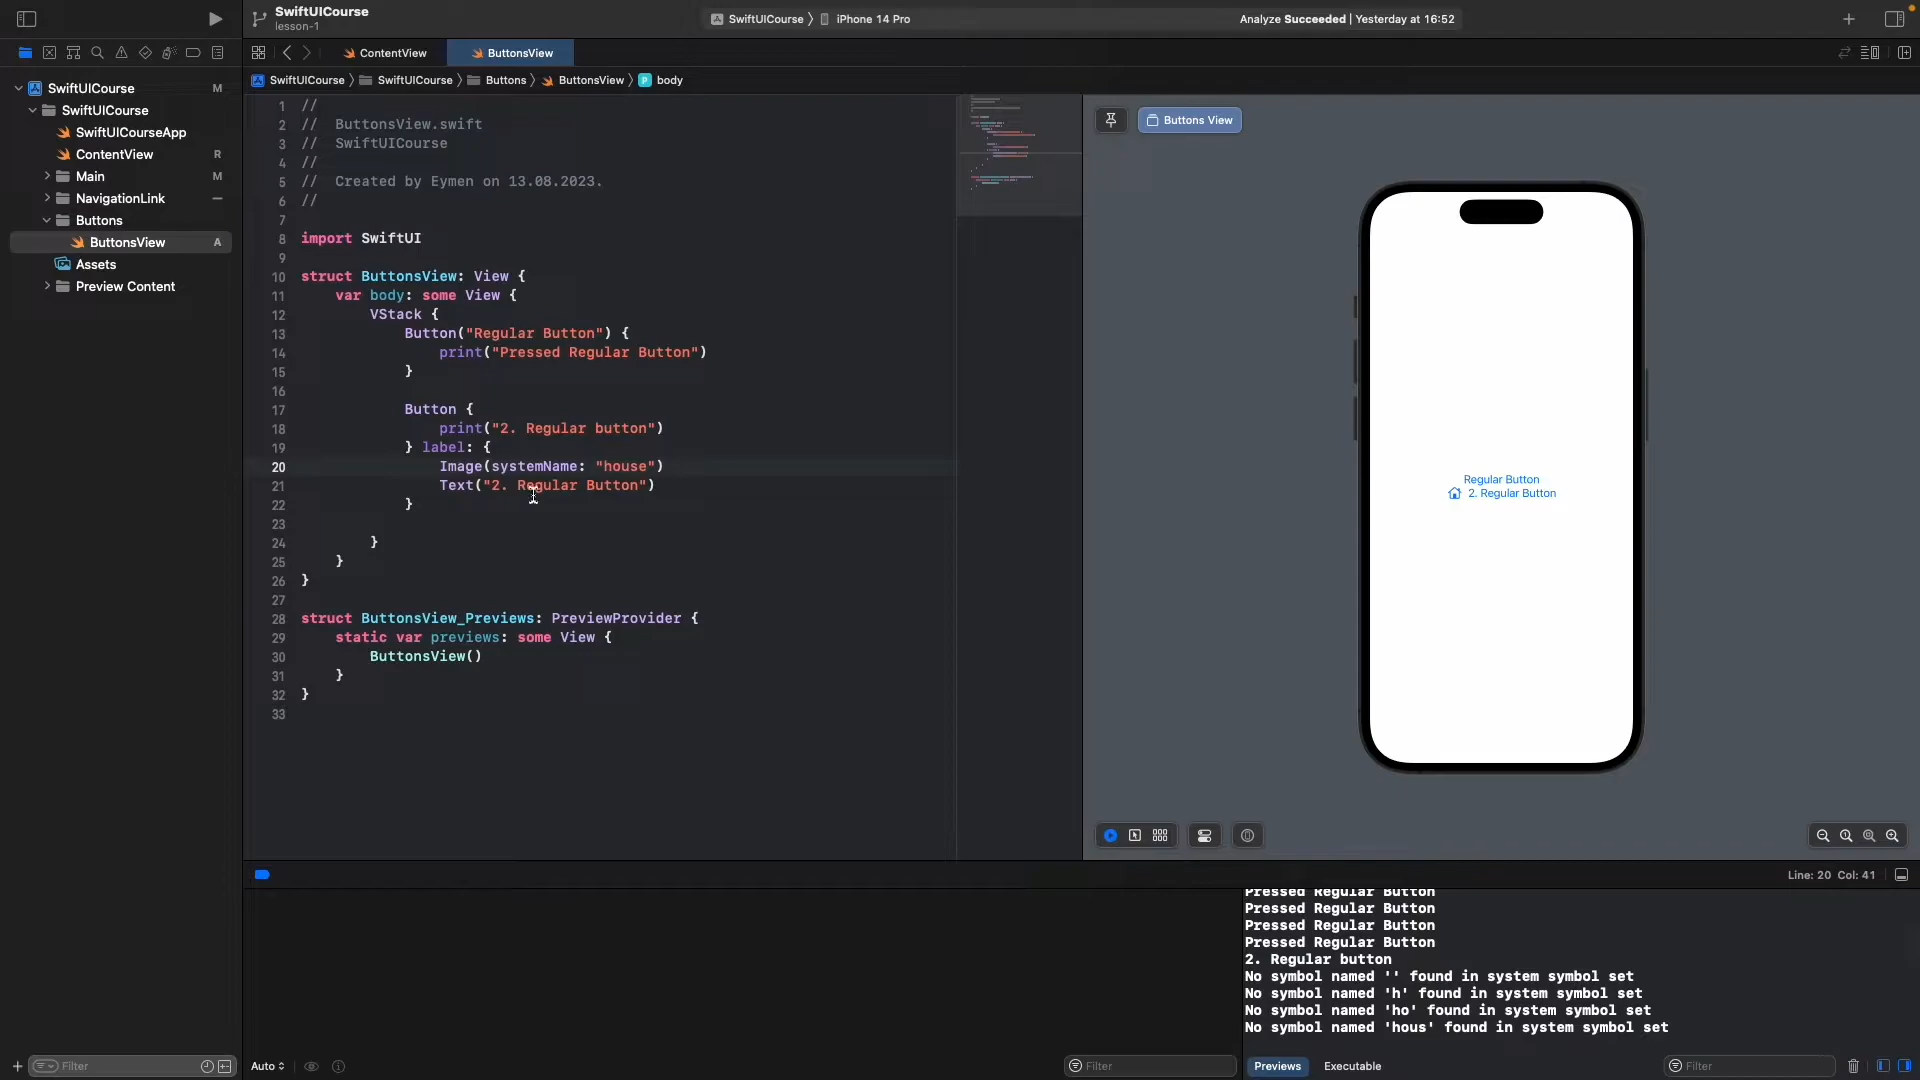 SwiftUICourse
lesson-1
SwiftUICourse
iPhone 14 Pro
Analyze Succeeded | Yesterday at 16:52
ContentView
ButtonsView
SwiftUICourse
SwiftUICourse
Buttons
ButtonsView
body
SwiftUICourse M
SwiftUICourse
SwiftUICourseApp
ContentView R
Main M
NavigationLink
Buttons
ButtonsView A
Assets
Preview Content
1 //
2 // ButtonsView.swift
3 // SwiftUICourse
4 //
5 // Created by Eymen on 13.08.2023.
6 //
7
8 import SwiftUI
9
10 struct ButtonsView: View {
11 var body: some View {
12 VStack {
13 Button("Regular Button") {
14 print("Pressed Regular Button")
15 }
16
17 Button {
18 print("2. Regular button")
19 } label: {
20 Image(systemName: "house")
21 Text("2. Regular Button")
22 }
23
24 }
25 }
26 }
27
28 struct ButtonsView_Previews: PreviewProvider {
29 static var previews: some View {
30 ButtonsView()
31 }
32 }
33
Buttons View
Regular Button
2. Regular Button
Line: 20 Col: 41
Pressed Regular Button
Pressed Regular Button
Pressed Regular Button
Pressed Regular Button
2. Regular button
No symbol named '' found in system symbol set
No symbol named 'h' found in system symbol set
No symbol named 'ho' found in system symbol set
No symbol named 'hous' found in system symbol set
Filter
Auto
Filter
Previews
Executable
Filter